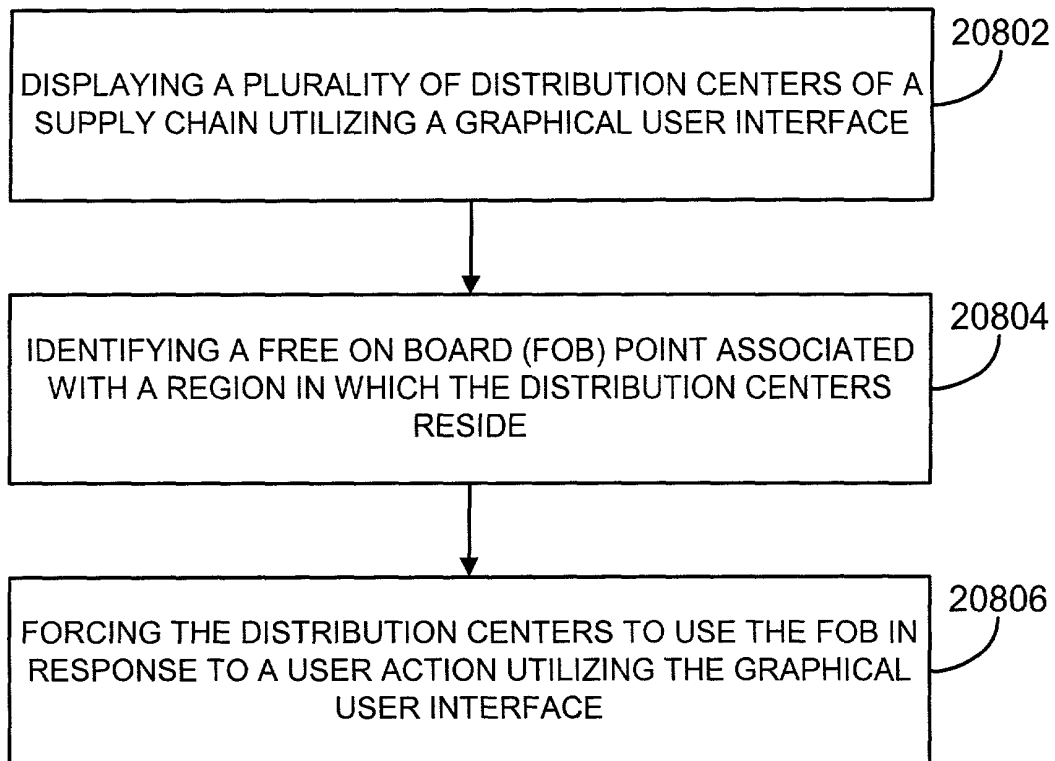 20802
DISPLAYING A PLURALITY OF DISTRIBUTION CENTERS OF A
SUPPLY CHAIN UTILIZING A GRAPHICAL USER INTERFACE
20804
IDENTIFYING A FREE ON BOARD (FOB) POINT ASSOCIATED
WITH A REGION IN WHICH THE DISTRIBUTION CENTERS
RESIDE
20806
FORCING THE DISTRIBUTION CENTERS TO USE THE FOB IN
RESPONSE TO A USER ACTION UTILIZING THE GRAPHICAL
USER INTERFACE